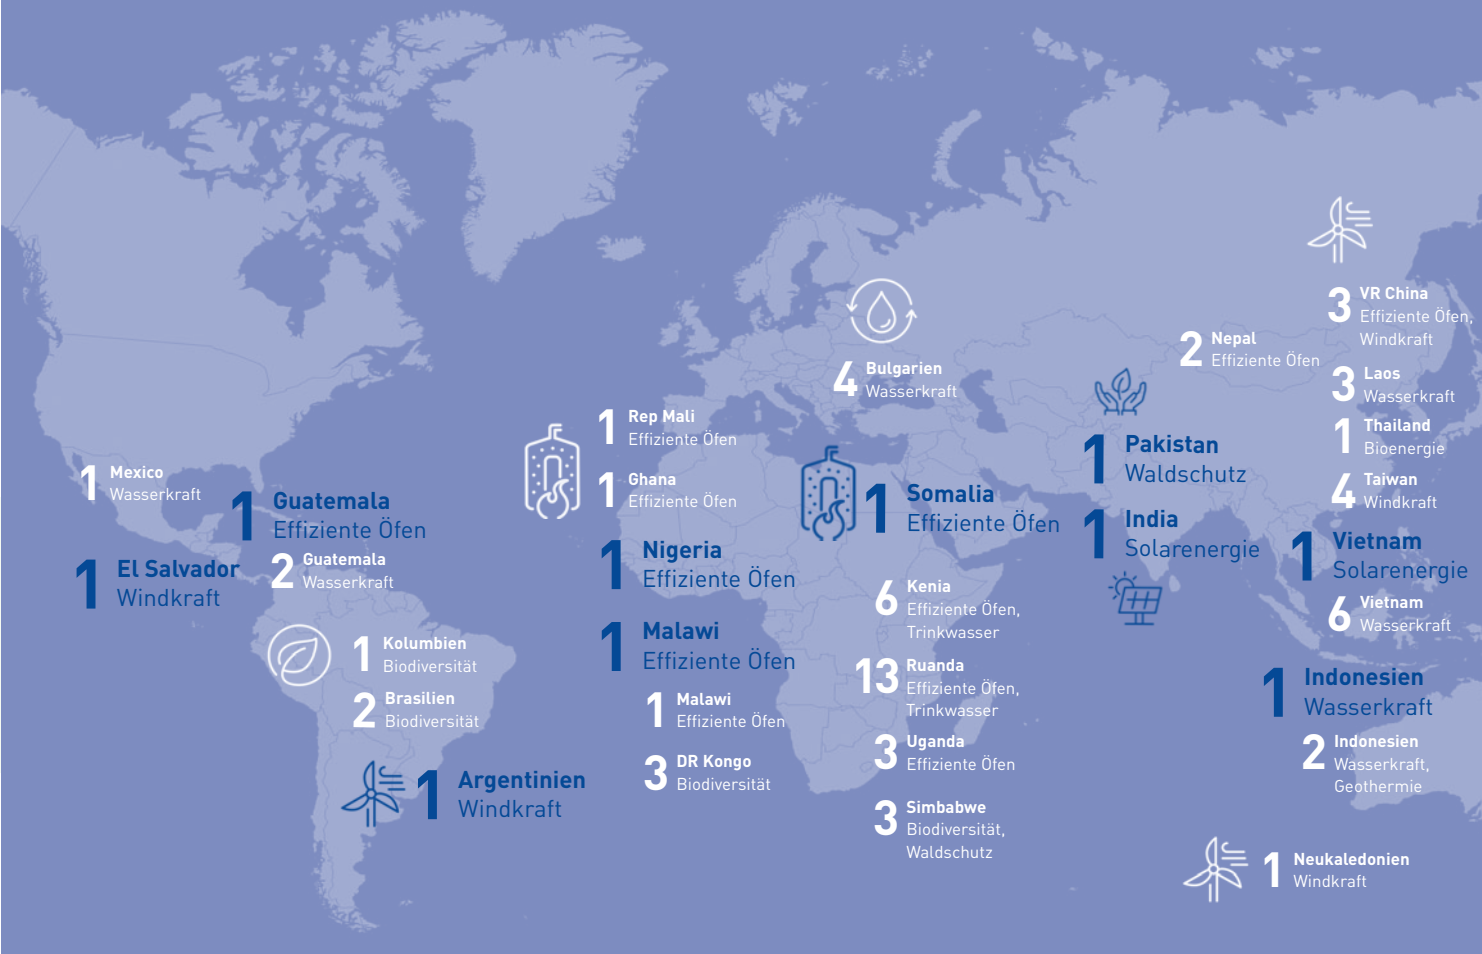 1 Mexico
Wasserkraft
1 Guatemala
Effiziente Öfen
2 Guatemala
Wasserkraft
1 El Salvador
Windkraft
1 Kolumbien
Biodiversität
2 Brasilien
Biodiversität
1 Argentinien
Windkraft
1 Rep Mali
Effiziente Öfen
1 Ghana
Effiziente Öfen
1 Nigeria
Effiziente Öfen
1 Malawi
Effiziente Öfen
1 Malawi
Effiziente Öfen
3 DR Kongo
Biodiversität
4 Bulgarien
Wasserkraft
1 Somalia
Effiziente Öfen
6 Kenia
Effiziente Öfen,
Trinkwasser
13 Ruanda
Effiziente Öfen,
Trinkwasser
3 Uganda
Effiziente Öfen
3 Simbabwe
Biodiversität,
Waldschutz
2 Nepal
Effiziente Öfen
1 Pakistan
Waldschutz
1 India
Solarenergie
3 VR China
Effiziente Öfen,
Windkraft
3 Laos
Wasserkraft
1 Thailand
Bioenergie
4 Taiwan
Windkraft
1 Vietnam
Solarenergie
6 Vietnam
Wasserkraft
1 Indonesien
Wasserkraft
2 Indonesien
Wasserkraft,
Geothermie
1 Neukaledonien
Windkraft